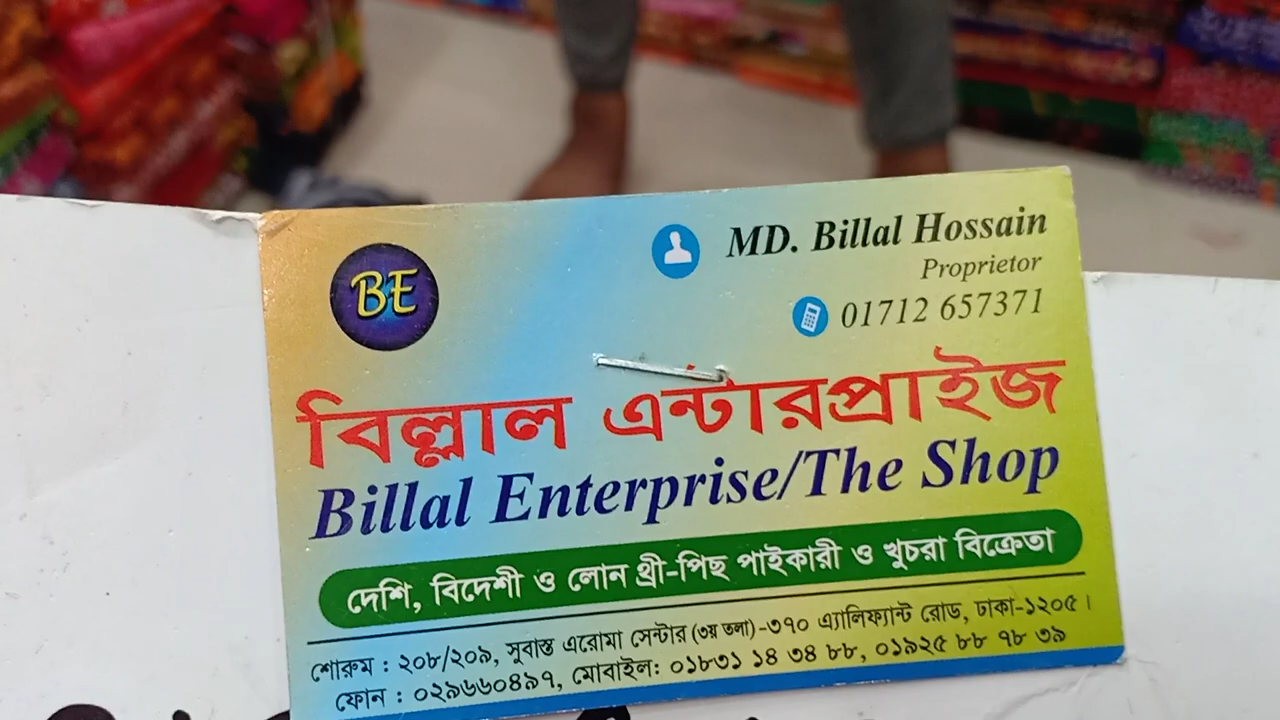 BE
MD. Billal Hossain
Proprietor
01712 657371
বিল্লাল এন্টারপ্রাইজ
Billal Enterprise/The Shop
দেশি, বিদেশী ও লোন থ্রী-পিছ পাইকারী ও খুচরা বিক্রেতা
শোরুম : ২০৮/২০৯, সুবাস্ত এরোমা সেন্টার (৩য় তলা)-৩৭০ এ্যালিফ্যান্ট রোড, ঢাকা-১২০৫।
ফোন : ০২৯৬৬০৪৯৭, মোবাইল: ০১৮৩১ ১৪ ৩৪ ৮৮, ০১৯২৫ ৮৮ ৭৮ ৩৯